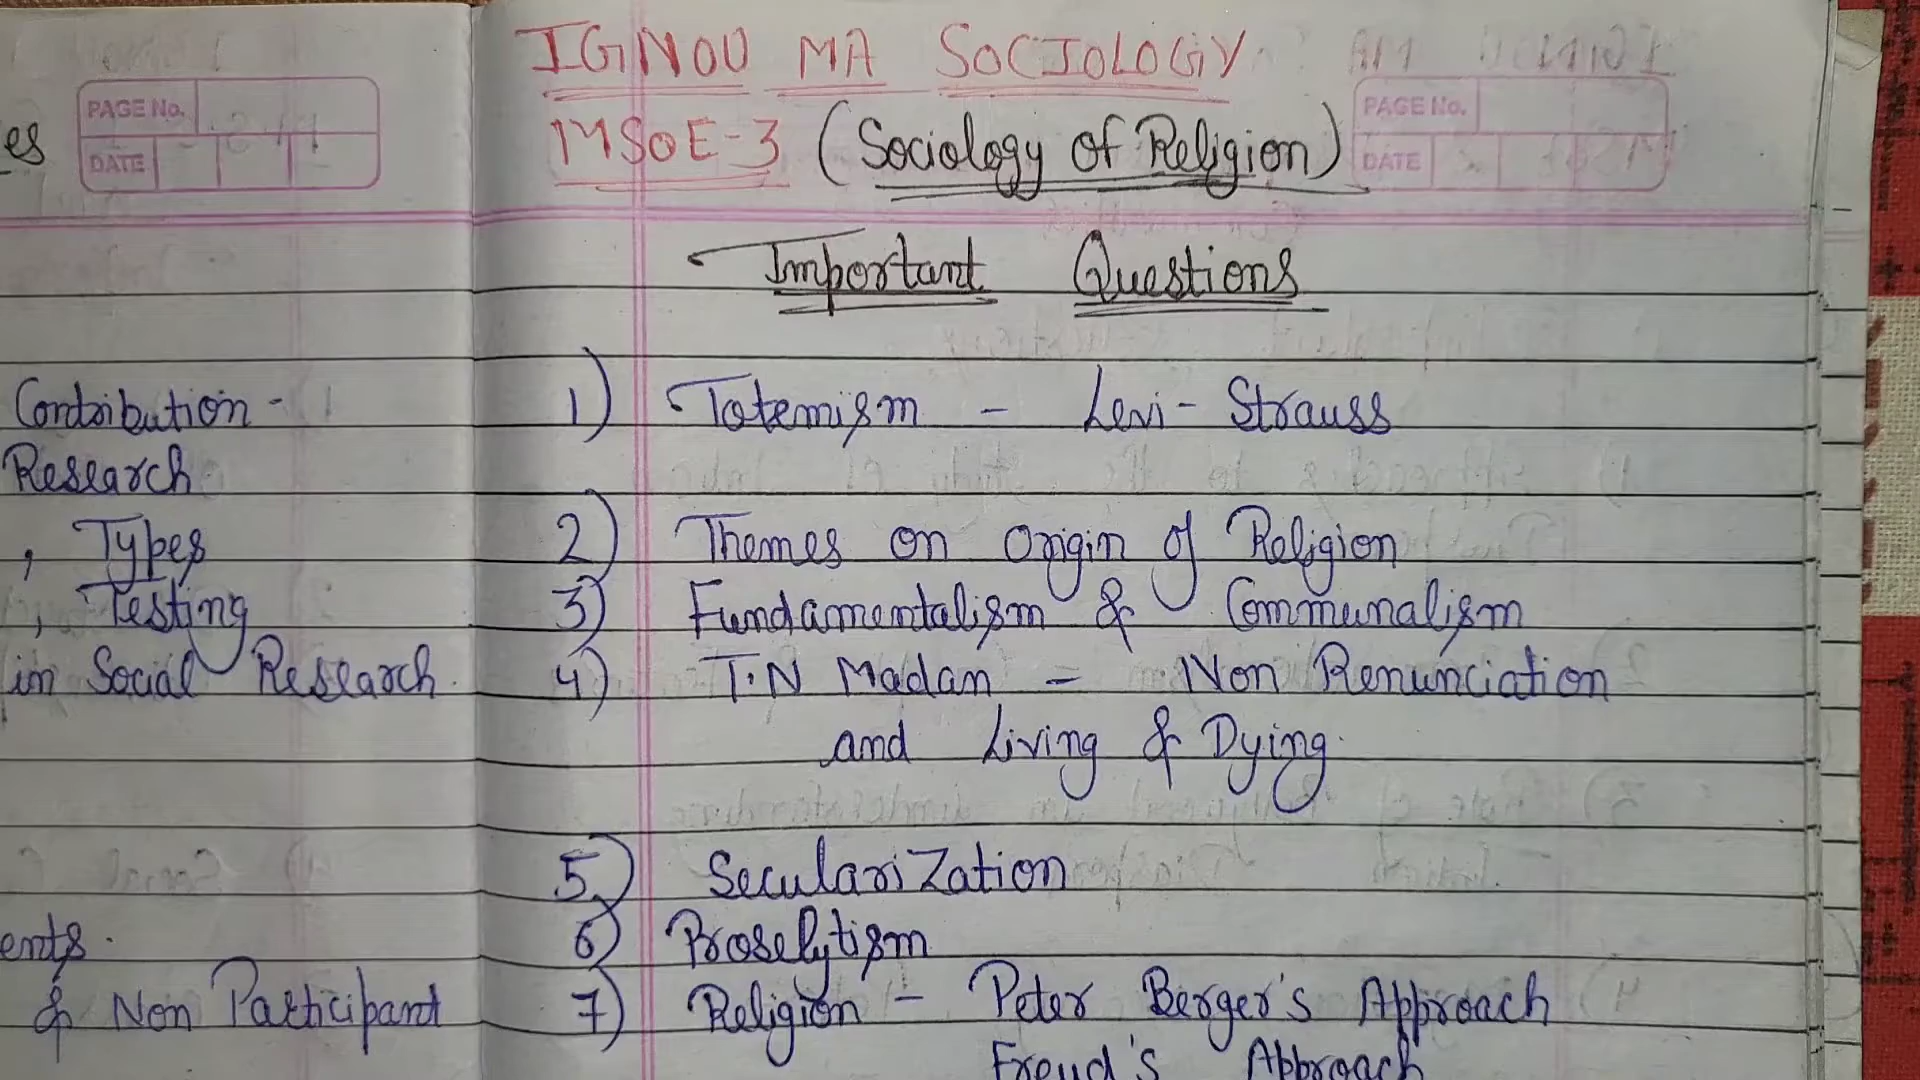 es
PAGE No.
DATE
Contribution -
Research
, Types
, Testing
in Social Research.
ents.
& Non Participant
IGNOU MA SOCIOLOGY
MSOE-3 (Sociology of Religion)
PAGE No.
DATE
Important Questions
1) Totemism - Levi-Strauss
2) Themes on Origin of Religion
3) Fundamentalism & Communalism
4) T.N Madan - Non Renunciation
and Living & Dying.
5) Secularization
6) Proselytism
7) Religion - Peter Berger's Approach
Freud's Approach